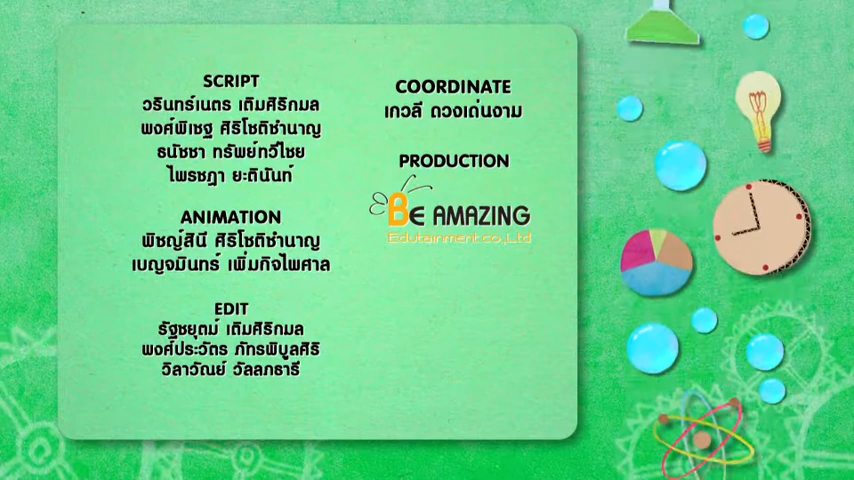 SCRIPT
วรินทร์เนตร เติมศิริกมล
พงศ์พิเชฐ ศิริโชติชำนาญ
ธนัชชา ทรัพย์ทวีไชย
ไพรชฎา ยะตินันท์
ANIMATION
พิชญ์สินี ศิริโชติชำนาญ
เบญจมินทร์ เพิ่มกิจไพศาล
EDIT
รัฐชยุตม์ เติมศิริกมล
พงศ์ประวัตร ภัทรพิบูลศิริ
วิลาวัณย์ วัลลภธารี
COORDINATE
เกวลี ดวงเด่นงาม
PRODUCTION
BE AMAZING
Edutainment co.,Ltd